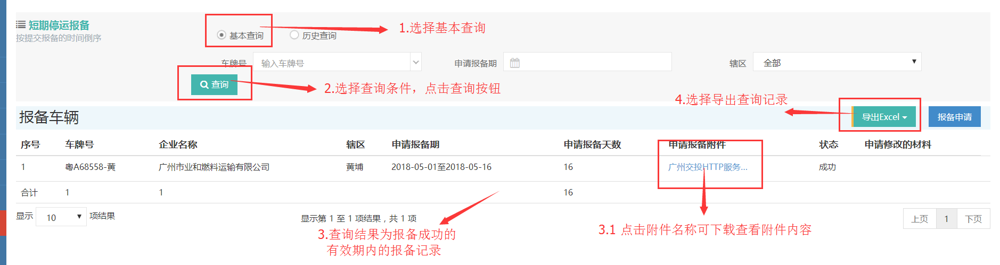 短期停运报备
按提交报备的时间倒序
基本查询 历史查询
1.选择基本查询
车牌号 输入车牌号 申请报备期 辖区 全部
查询
2.选择查询条件，点击查询按钮
4.选择导出查询记录
报备车辆 导出Excel 报备申请
序号 车牌号 企业名称 辖区 申请报备期 申请报备天数 申请报备附件 状态 申请修改的材料
1 粤A68558-黄 广州市业和燃料运输有限公司 黄埔 2018-05-01至2018-05-16 16 广州交投HTTP服务... 成功
合计 1 1 16
显示 10 项结果 显示第 1 至 1 项结果，共 1 项 上页 1 下页
3.查询结果为报备成功的
有效期内的报备记录
3.1 点击附件名称可下载查看附件内容